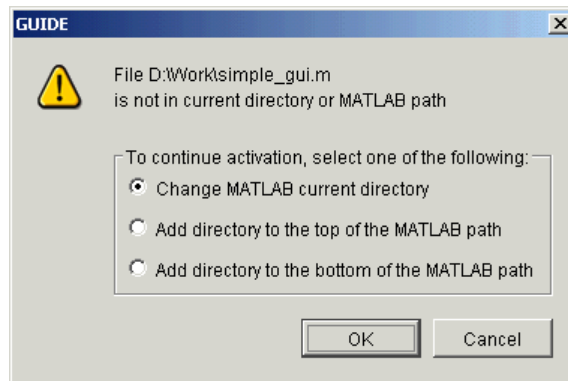 GUIDE
File D:\Work\simple_gui.m
is not in current directory or MATLAB path
To continue activation, select one of the following:
Change MATLAB current directory
Add directory to the top of the MATLAB path
Add directory to the bottom of the MATLAB path
OK
Cancel